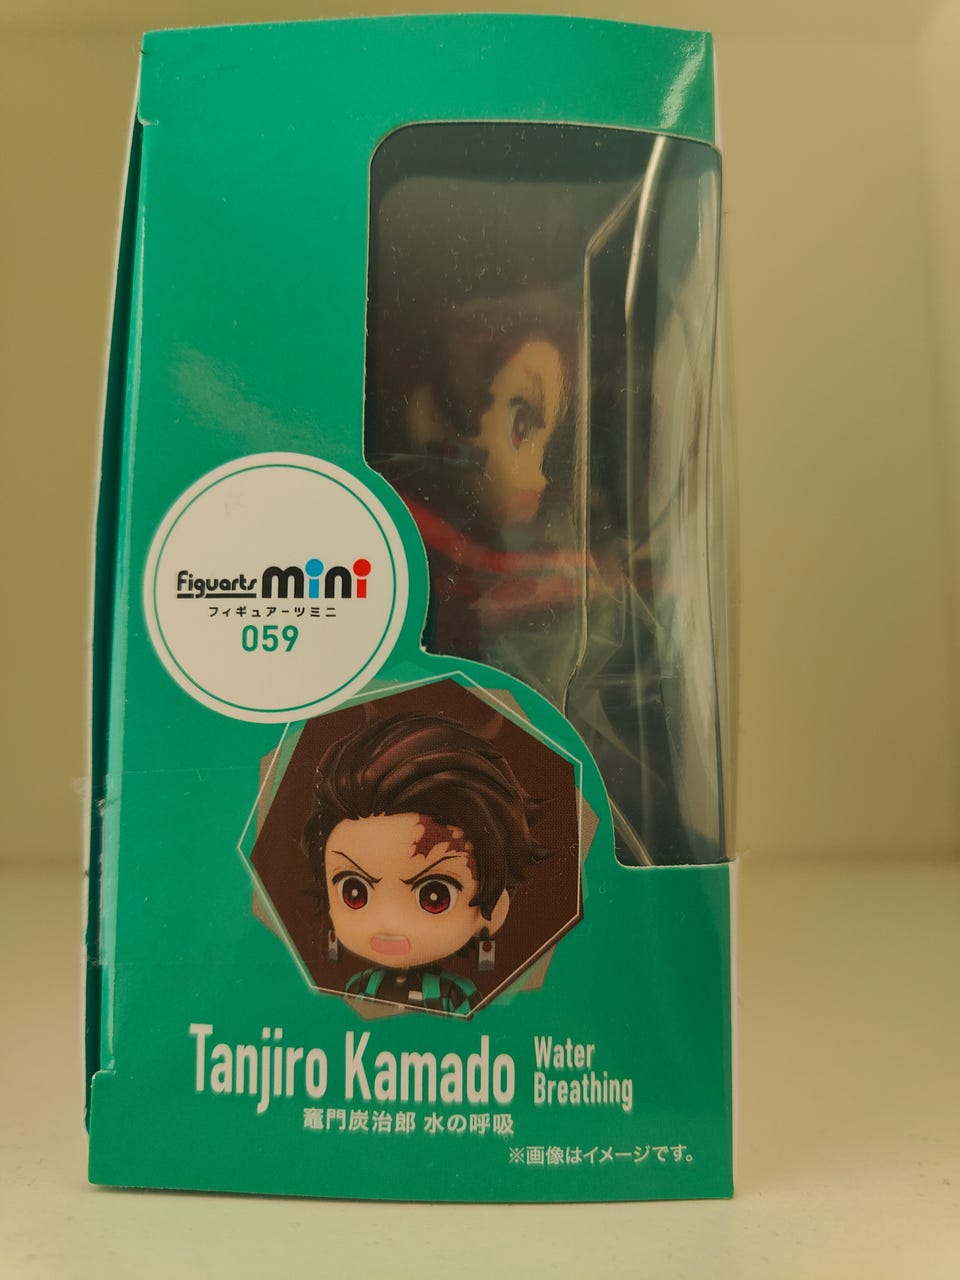 Figuarts mini
フィギュアーツミニ
059
Tanjiro Kamado
Water
Breathing
竈門炭治郎 水の呼吸
※画像はイメージです。